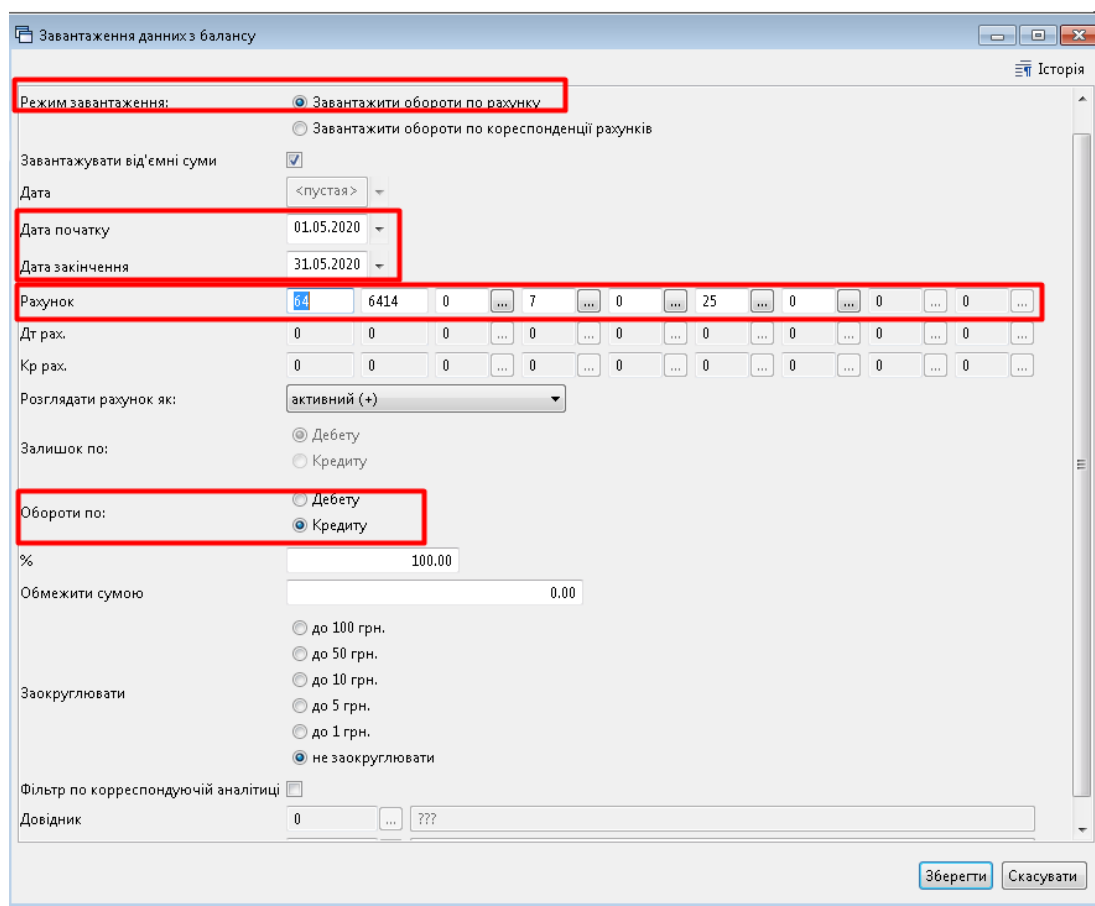 Завантаження данних з балансу
Історія
Режим завантаження: Завантажити обороти по рахунку
Завантажити обороти по кореспонденції рахунків
Завантажувати від'ємні суми
Дата <пустая>
Дата початку 01.05.2020
Дата закінчення 31.05.2020
Рахунок 64 6414 0 ... 7 ... 0 ... 25 ... 0 ... 0 ... 0 ...
Дт рах. 0 0 0 ... 0 ... 0 ... 0 ... 0 ... 0 ... 0 ...
Кр рах. 0 0 0 ... 0 ... 0 ... 0 ... 0 ... 0 ... 0 ...
Розглядати рахунок як: активний (+)
Залишок по: Дебету
Кредиту
Обороти по: Дебету
Кредиту
% 100.00
Обмежити сумою 0.00
Заокруглювати до 100 грн.
до 50 грн.
до 10 грн.
до 5 грн.
до 1 грн.
не заокруглювати
Фільтр по корреспондуючій аналітиці
Довідник 0 ... ???
Зберегти Скасувати